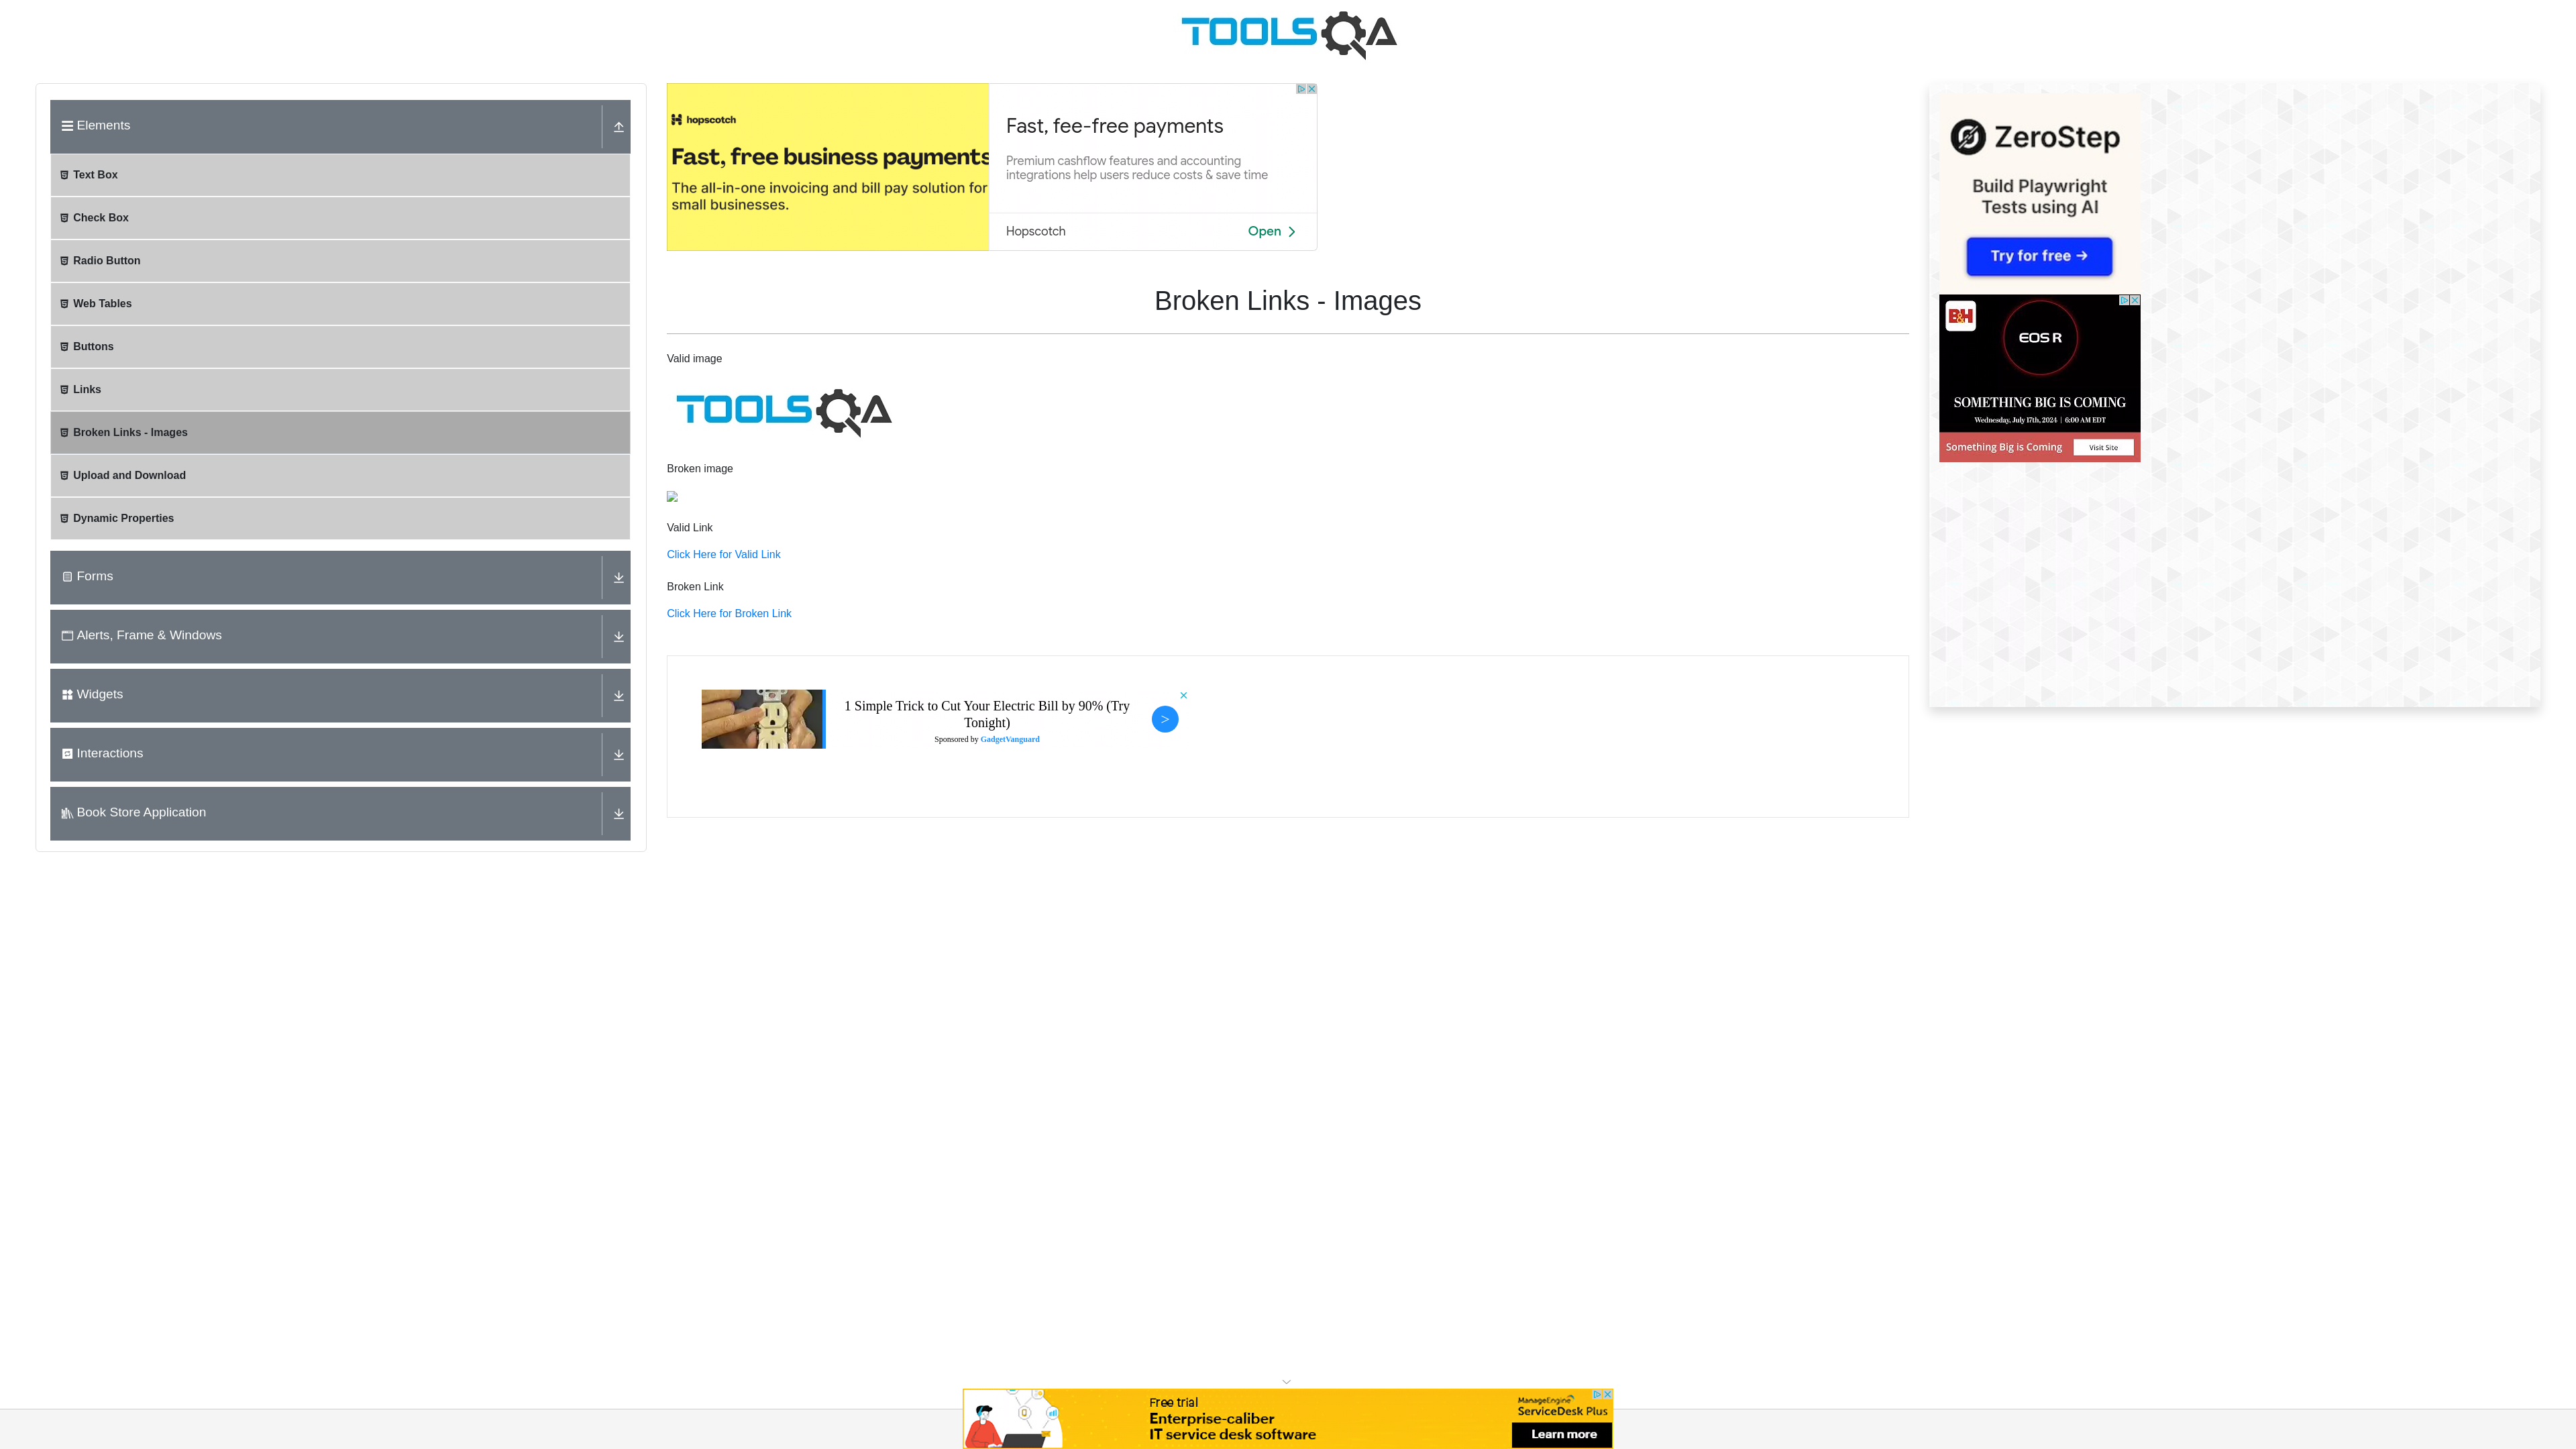 TOOLSQA
Elements
Text Box
Check Box
Radio Button
Web Tables
Buttons
Links
Broken Links - Images
Upload and Download
Dynamic Properties
Forms
Alerts, Frame & Windows
Widgets
Interactions
Book Store Application
hopscotch
Fast, free business payments
The all-in-one invoicing and bill pay solution for
small businesses.
Fast, fee-free payments
Premium cashflow features and accounting
integrations help users reduce costs & save time
Hopscotch
Open
Broken Links - Images
Valid image
TOOLSQA
Broken image
Valid Link
Click Here for Valid Link
Broken Link
Click Here for Broken Link
1 Simple Trick to Cut Your Electric Bill by 90% (Try
Tonight)
Sponsored by GadgetVanguard
>
ZeroStep
Build Playwright
Tests using AI
Try for free →
B&H
EOS R
SOMETHING BIG IS COMING
Wednesday, July 17th, 2024 | 6:00 AM EDT
Something Big is Coming
Visit Site
Free trial
Enterprise-caliber
IT service desk software
ManageEngine
ServiceDesk Plus
Learn more